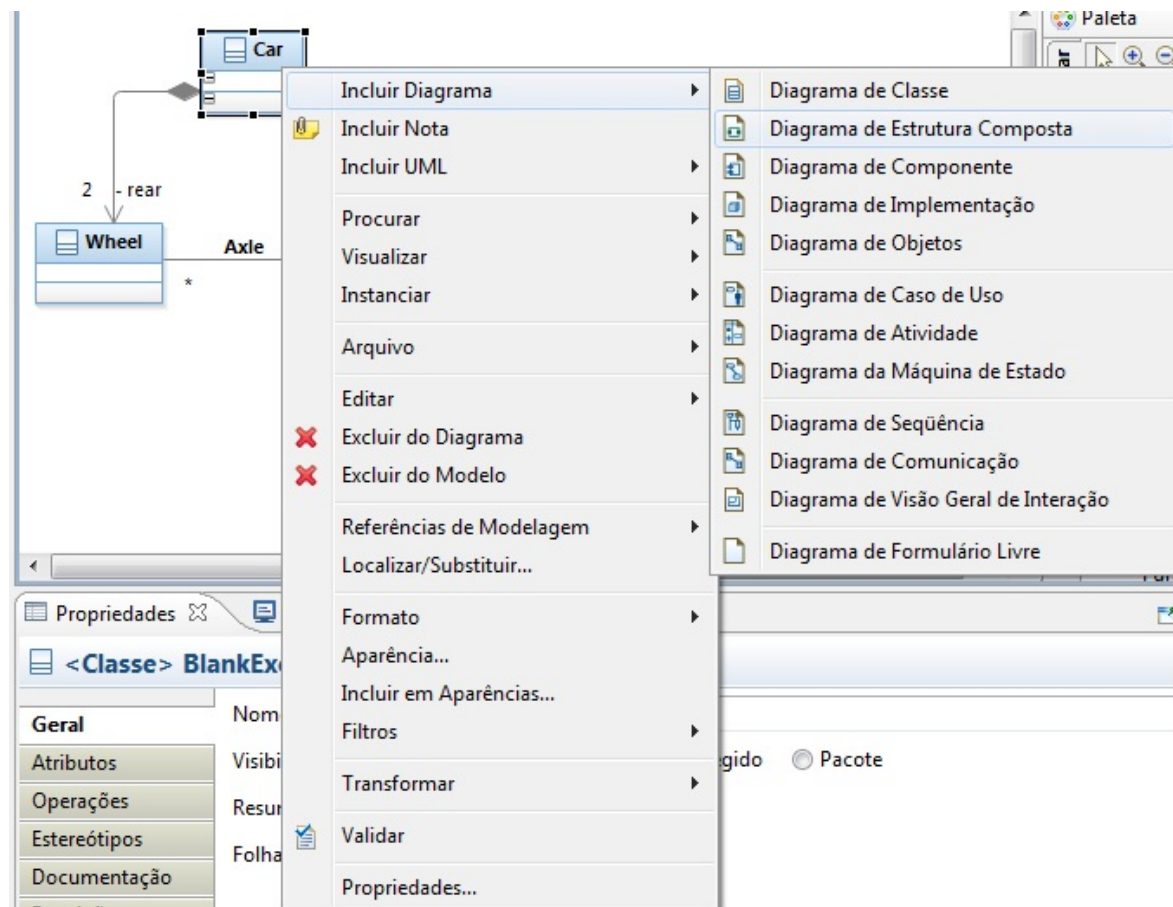 Paleta
Car
2
- rear
Wheel
Axle
*
Incluir Diagrama
Incluir Nota
Incluir UML
Procurar
Visualizar
Instanciar
Arquivo
Editar
Excluir do Diagrama
Excluir do Modelo
Referências de Modelagem
Localizar/Substituir...
Formato
Aparência...
Incluir em Aparências...
Filtros
Transformar
Validar
Propriedades...
Diagrama de Classe
Diagrama de Estrutura Composta
Diagrama de Componente
Diagrama de Implementação
Diagrama de Objetos
Diagrama de Caso de Uso
Diagrama de Atividade
Diagrama da Máquina de Estado
Diagrama de Seqüência
Diagrama de Comunicação
Diagrama de Visão Geral de Interação
Diagrama de Formulário Livre
Propriedades
<Classe> BlankEx
Geral
Atributos
Operações
Estereótipos
Documentação
Nom
Visibi
Resu
Folha
gido
Pacote